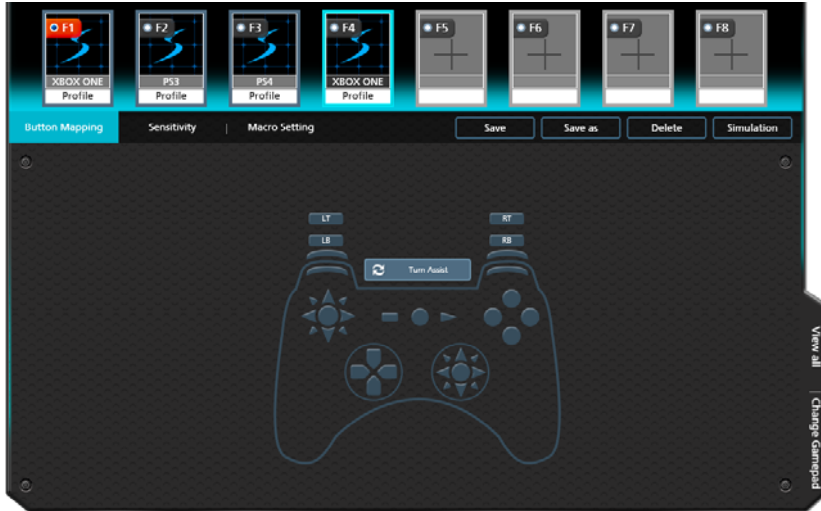 F1 F2 F3 F4 F5 F6 F7 F8
XBOX ONE PS3 PS4 XBOX ONE
Profile Profile Profile Profile
Button Mapping Sensitivity | Macro Setting Save Save as Delete Simulation
LT RT
LB RB
Turn Assist
View all | Change Gamepad